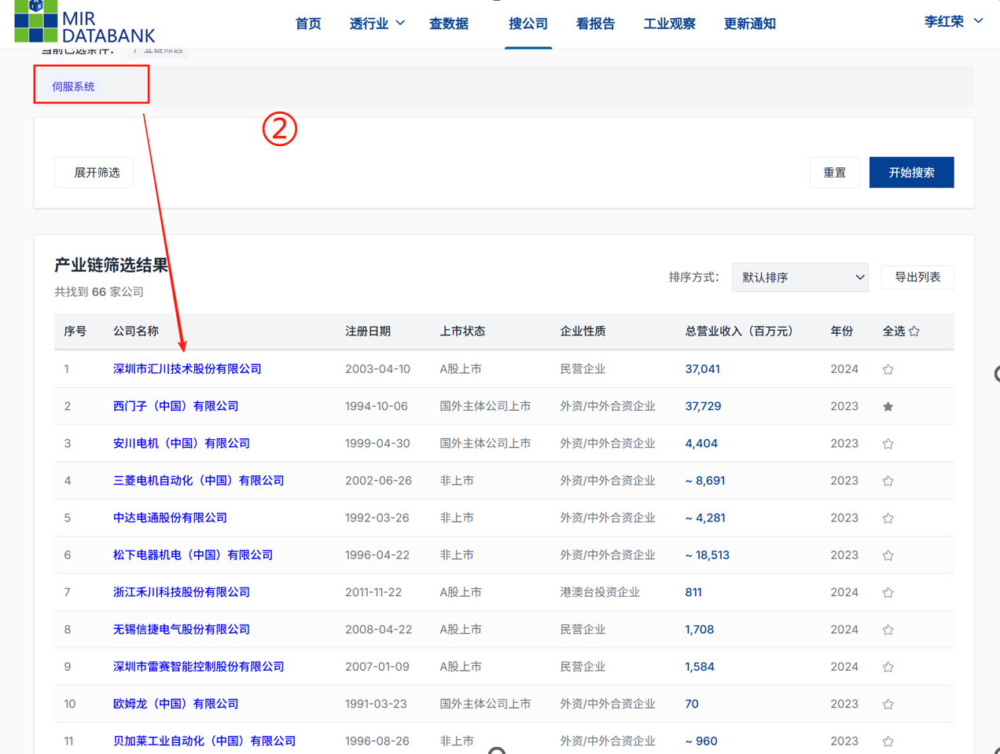 MIR
DATABANK
首页 透行业 查数据 搜公司 看报告 工业观察 更新通知 李红荣
当前已选条件： 产业链筛选
伺服系统
②
展开筛选 重置 开始搜索
产业链筛选结果
共找到 66 家公司
排序方式： 默认排序 导出列表
序号 公司名称 注册日期 上市状态 企业性质 总营业收入（百万元） 年份 全选
1 深圳市汇川技术股份有限公司 2003-04-10 A股上市 民营企业 37,041 2024
2 西门子（中国）有限公司 1994-10-06 国外主体公司上市 外资/中外合资企业 37,729 2023
3 安川电机（中国）有限公司 1999-04-30 国外主体公司上市 外资/中外合资企业 4,404 2023
4 三菱电机自动化（中国）有限公司 2002-06-26 非上市 外资/中外合资企业 ~ 8,691 2023
5 中达电通股份有限公司 1992-03-26 非上市 外资/中外合资企业 ~ 4,281 2023
6 松下电器机电（中国）有限公司 1996-04-22 非上市 外资/中外合资企业 ~ 18,513 2023
7 浙江禾川科技股份有限公司 2011-11-22 A股上市 港澳台投资企业 811 2024
8 无锡信捷电气股份有限公司 2008-04-22 A股上市 民营企业 1,708 2024
9 深圳市雷赛智能控制股份有限公司 2007-01-09 A股上市 民营企业 1,584 2024
10 欧姆龙（中国）有限公司 1991-03-23 国外主体公司上市 外资/中外合资企业 70 2023
11 贝加莱工业自动化（中国）有限公司 1996-08-26 非上市 外资/中外合资企业 ~ 960 2023